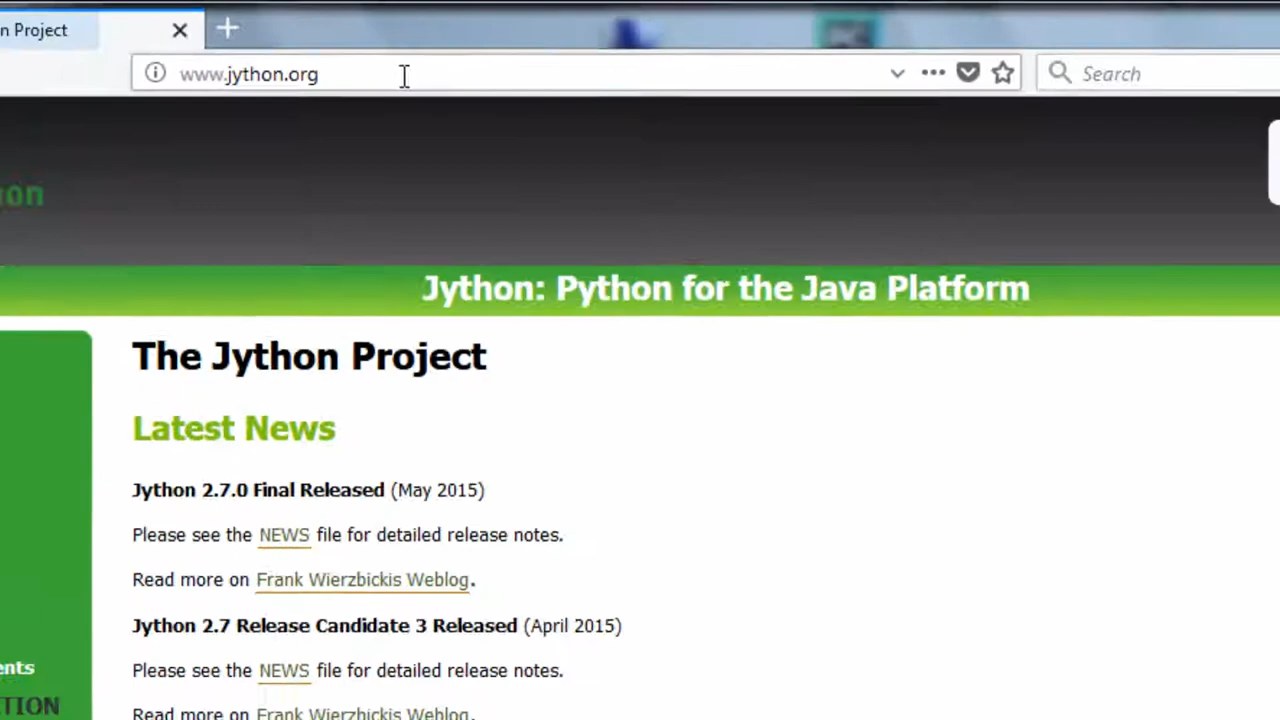 n Project
www.jython.org
Search
on
Jython: Python for the Java Platform
The Jython Project
Latest News
Jython 2.7.0 Final Released (May 2015)
Please see the NEWS file for detailed release notes.
Read more on Frank Wierzbickis Weblog.
Jython 2.7 Release Candidate 3 Released (April 2015)
Please see the NEWS file for detailed release notes.
ents
TION
Read more on Frank Wierzbickis Weblog.